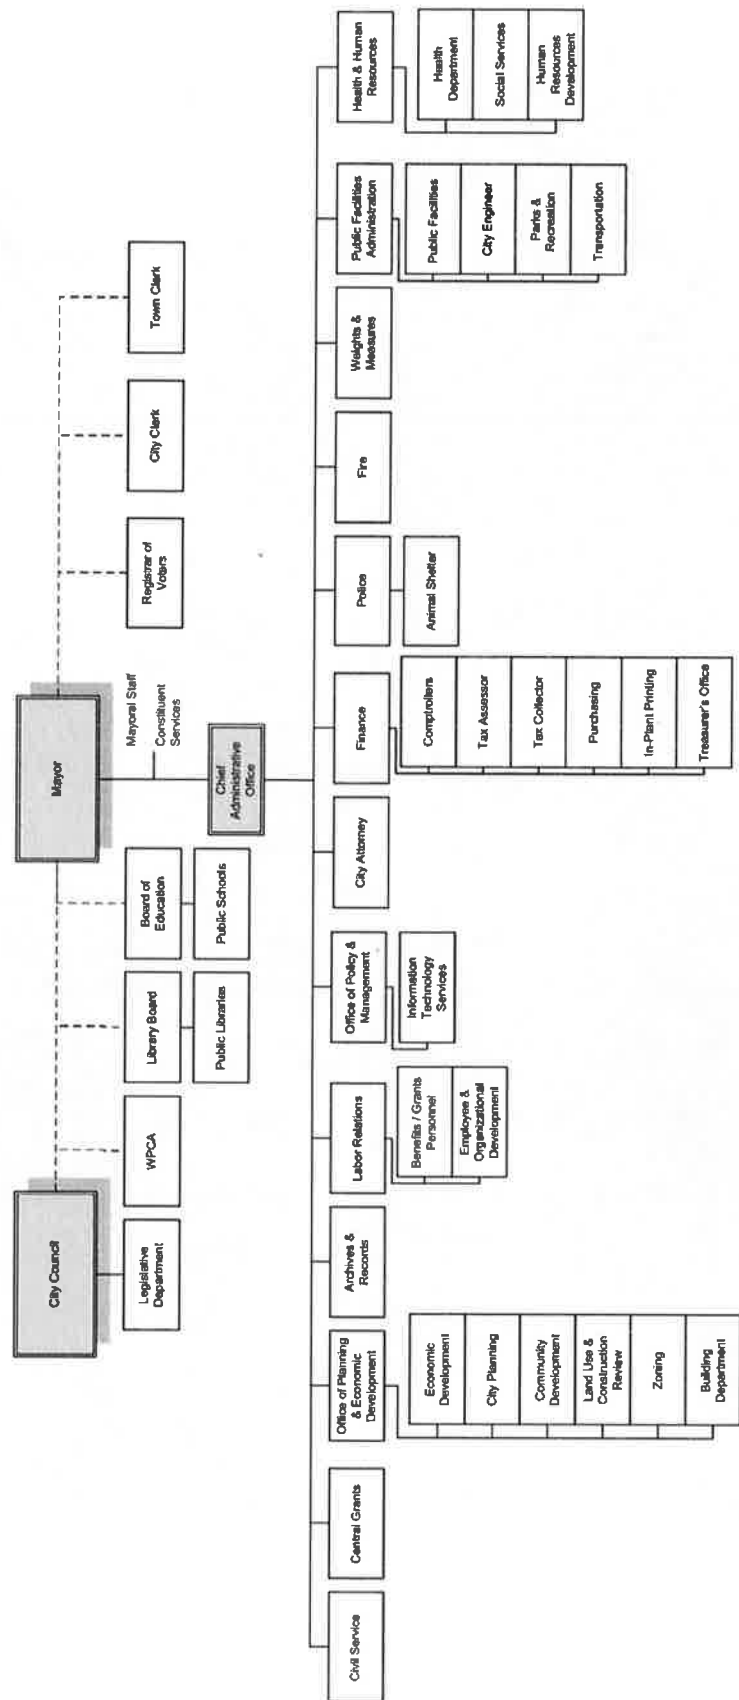 City Council
Mayor
Legislative
Department
WPCA
Library Board
Board of
Education
Registrar of
Voters
City Clerk
Town Clerk
Public Libraries
Public Schools
Mayoral Staff
Constituent
Services
Chief
Administrative
Office
Civil Service
Central Grants
Office of Planning
& Economic
Development
Archives &
Records
Labor Relations
Office of Policy &
Management
City Attorney
Finance
Police
Fire
Weights &
Measures
Public Facilities
Administration
Health & Human
Resources
Economic
Development
City Planning
Community
Development
Land Use &
Construction
Review
Zoning
Building
Department
Benefits / Grants
Personnel
Employee &
Organizational
Development
Information
Technology
Services
Comptrollers
Tax Assessor
Tax Collector
Purchasing
In-Plant Printing
Treasurer's Office
Animal Shelter
Public Facilities
City Engineer
Parks &
Recreation
Transportation
Health
Department
Social Services
Human
Resources
Development